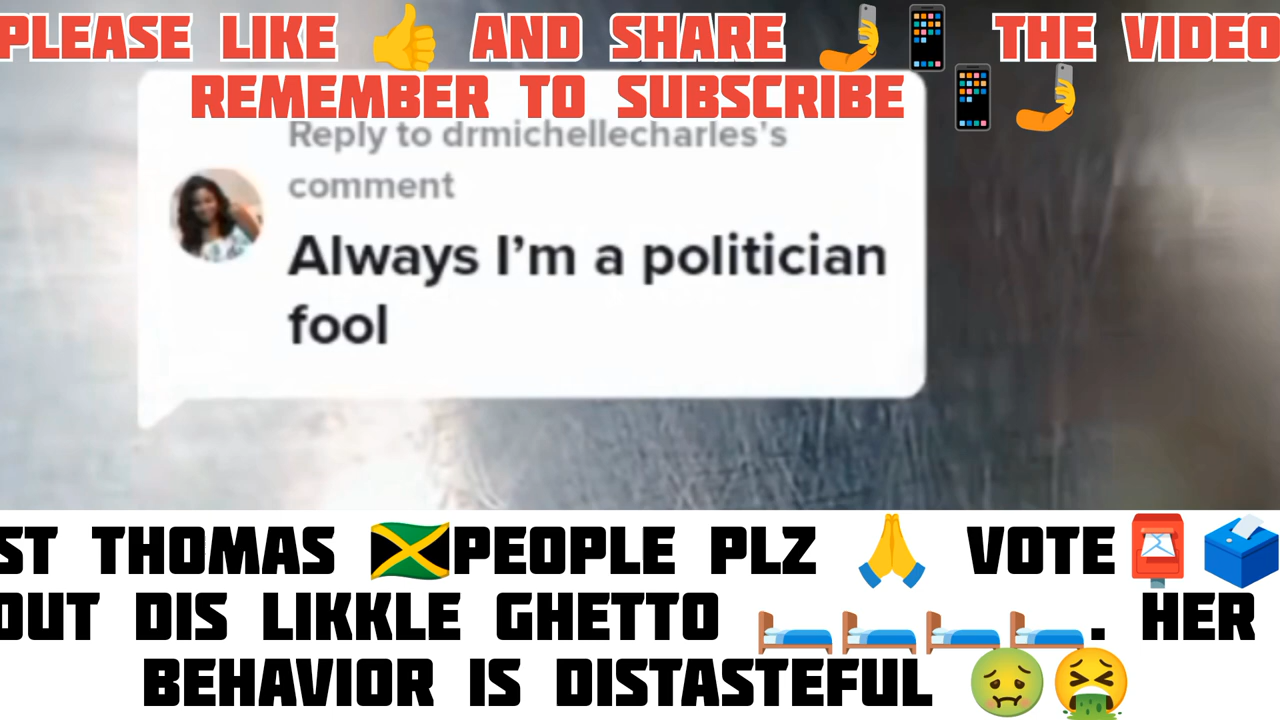 PLEASE LIKE 👍 AND SHARE 🤳📱 THE VIDEO
REMEMBER TO SUBSCRIBE 📱🤳
Reply to drmichellecharles's
comment
Always I'm a politician
fool
ST THOMAS 🇯🇲PEOPLE PLZ 🙏 VOTE📮🗳️
OUT DIS LIKKLE GHETTO 🛏️🛏️🛏️🛏️. HER
BEHAVIOR IS DISTASTEFUL 🤢🤮